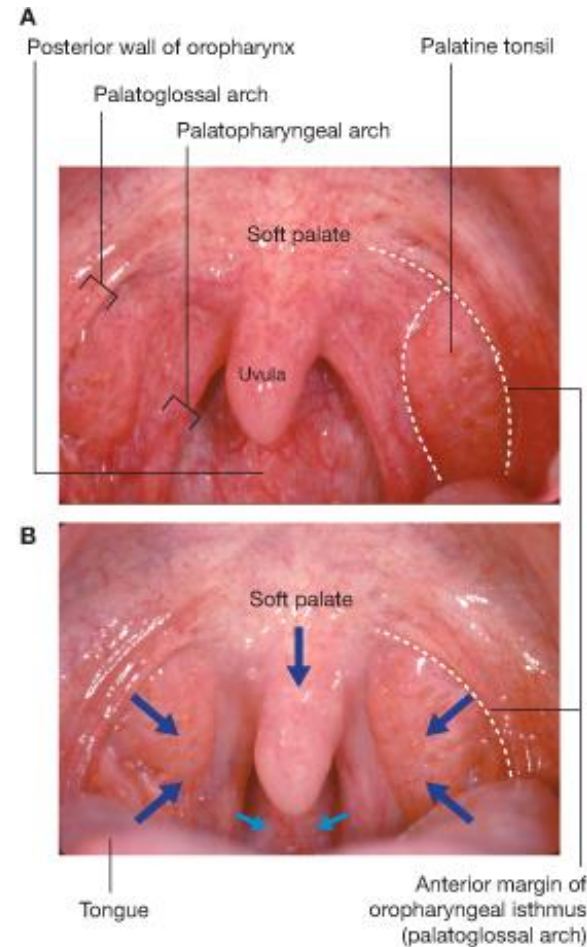 A
Posterior wall of oropharynx
Palatine tonsil
Palatoglossal arch
Palatopharyngeal arch
Soft palate
Uvula
B
Soft palate
Tongue
Anterior margin of
oropharyngeal isthmus
(palatoglossal arch)